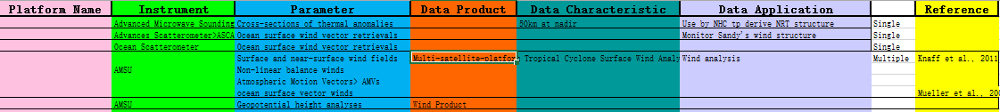 Platform Name Instrument Parameter Data Product Data Characteristic Data Application Reference
Advanced Microwave Sounding Cross-sections of thermal anomalies 50km at nadir Use by NHC tp derive NRT structure Single
Advances Scatterometer>ASCA Ocean surface wind vector retrievals Monitor Sandy's wind structure Single
Ocean Scatterometer Ocean surface wind vector retrievals Single
Surface and near-surface wind fields Multi-satellite-platfor Tropical Cyclone Surface Wind Analy Wind analysis Multiple Knaff et al., 2011
AMSU Non-linear balance winds
Atmospheric Motion Vectors> AMVs
ocean surface vector winds Mueller et al., 200
AMSU Geopotential height analyses Wind Product